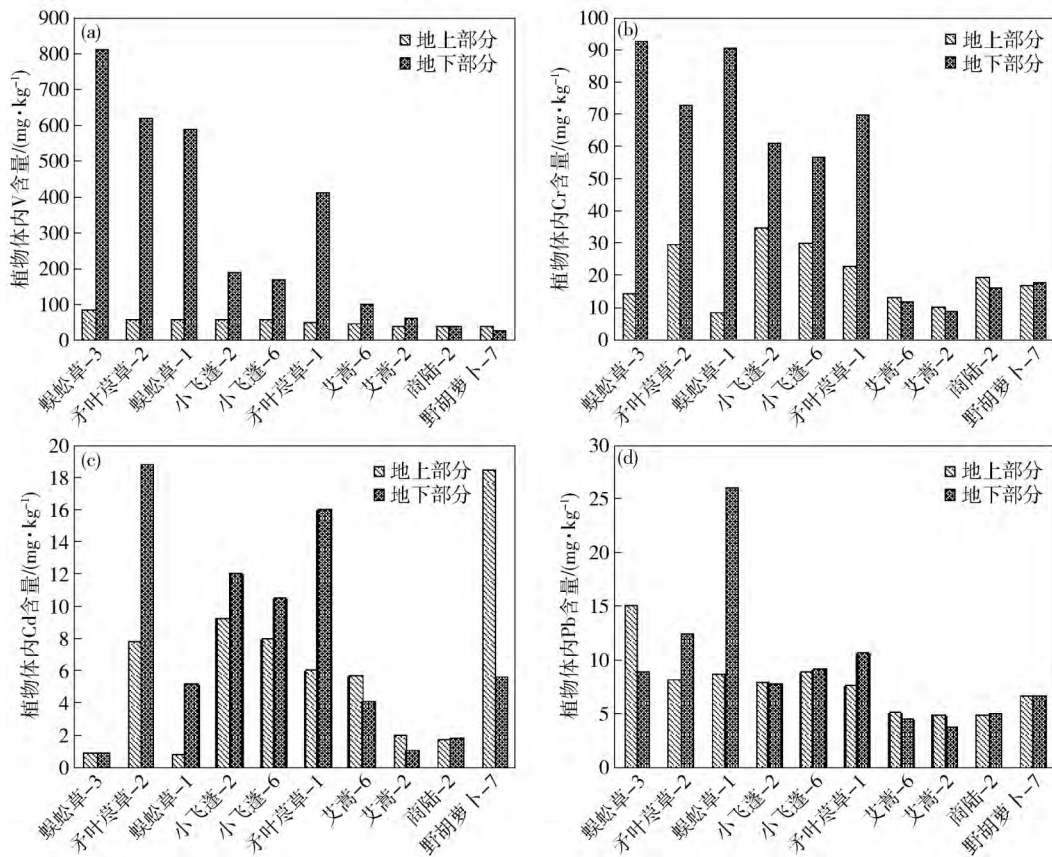 (a)
地上部分
地下部分
植物体内V含量/(mg·kg⁻¹)
900
800
700
600
500
400
300
200
100
0
蜈蚣草-3
矛叶荩草-2
蜈蚣草-1
小飞蓬-2
小飞蓬-6
矛叶荩草-1
艾蒿-6
艾蒿-2
商陆-2
野胡萝卜-7
(b)
地上部分
地下部分
植物体内Cr含量/(mg·kg⁻¹)
100
90
80
70
60
50
40
30
20
10
0
蜈蚣草-3
矛叶荩草-2
蜈蚣草-1
小飞蓬-2
小飞蓬-6
矛叶荩草-1
艾蒿-6
艾蒿-2
商陆-2
野胡萝卜-7
(c)
地上部分
地下部分
植物体内Cd含量/(mg·kg⁻¹)
20
18
16
14
12
10
8
6
4
2
0
蜈蚣草-3
矛叶荩草-2
蜈蚣草-1
小飞蓬-2
小飞蓬-6
矛叶荩草-1
艾蒿-6
艾蒿-2
商陆-2
野胡萝卜-7
(d)
地上部分
地下部分
植物体内Pb含量/(mg·kg⁻¹)
30
25
20
15
10
5
0
蜈蚣草-3
矛叶荩草-2
蜈蚣草-1
小飞蓬-2
小飞蓬-6
矛叶荩草-1
艾蒿-6
艾蒿-2
商陆-2
野胡萝卜-7